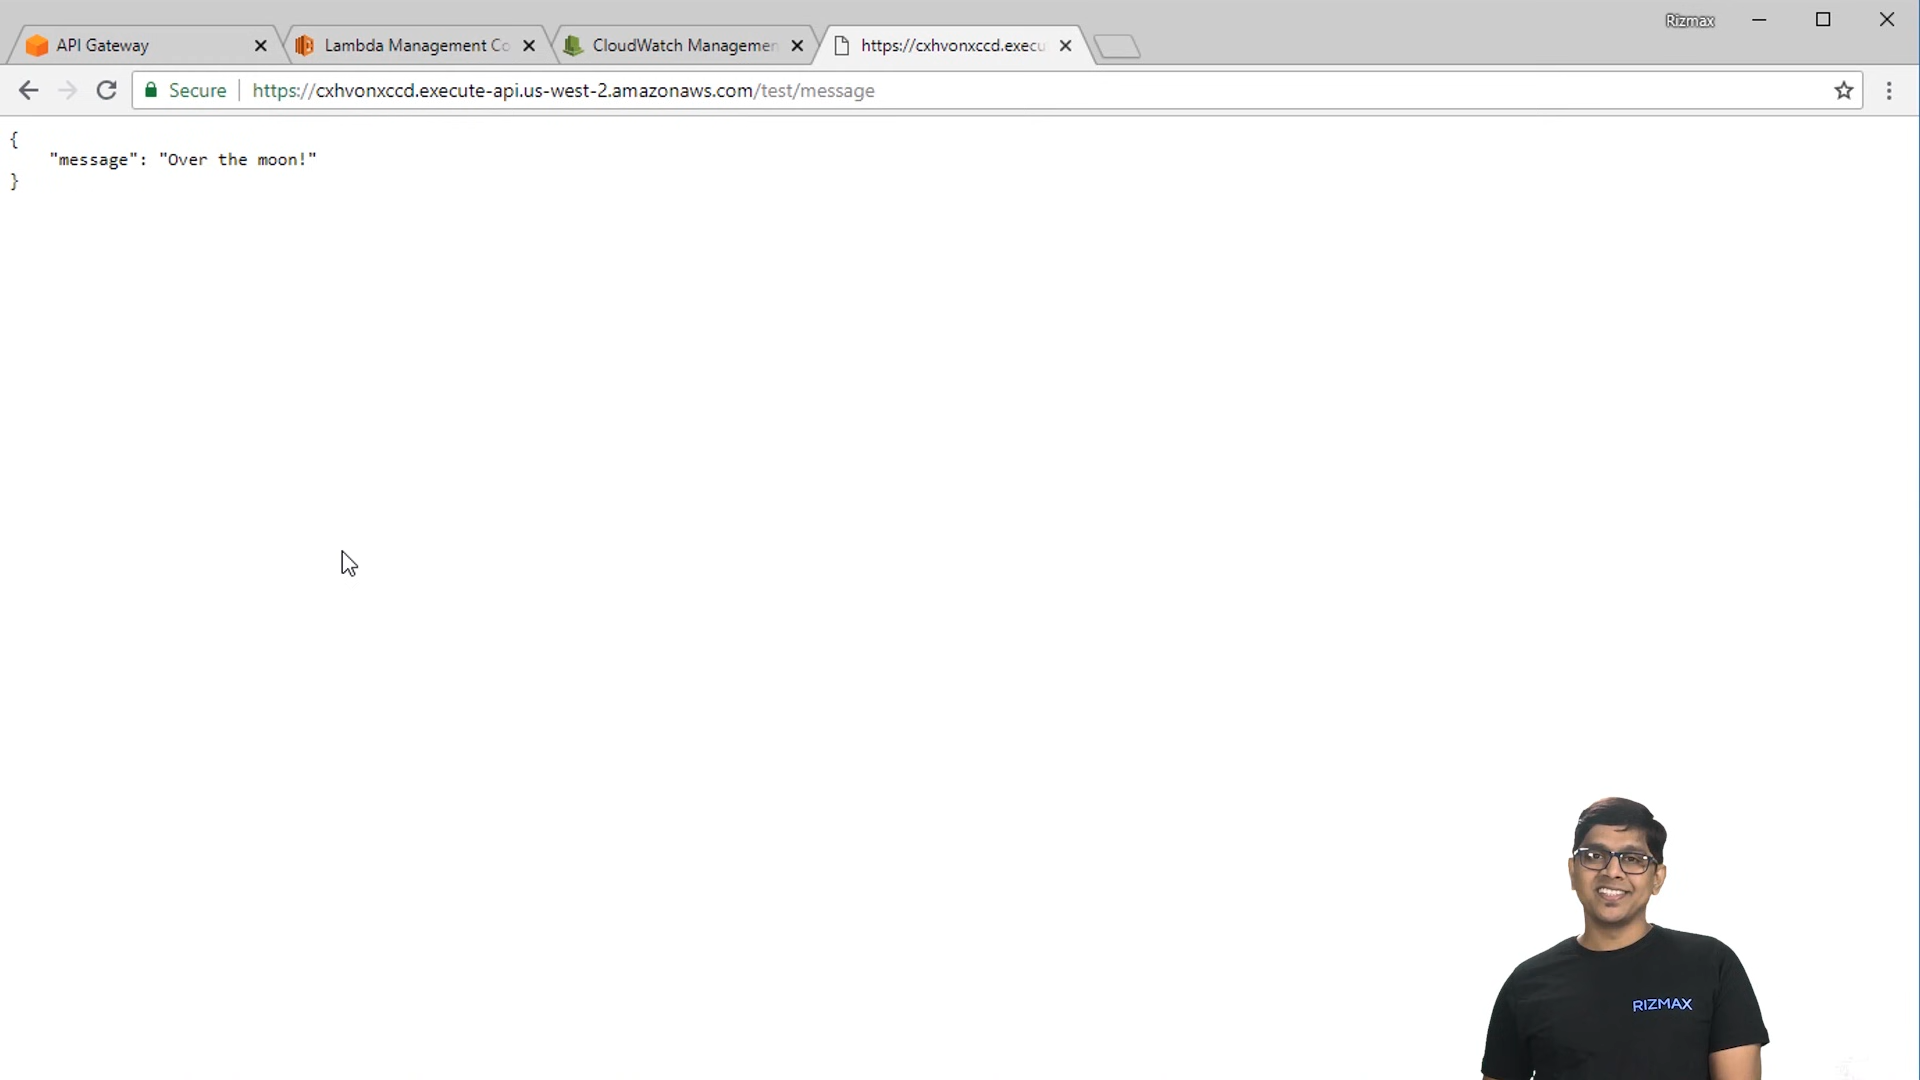 Rizmax
API Gateway
Lambda Management Co
CloudWatch Managemen
https://cxhvonxccd.execu
Secure
https://cxhvonxccd.execute-api.us-west-2.amazonaws.com/test/message
{
"message": "Over the moon!"
}
RIZMAX